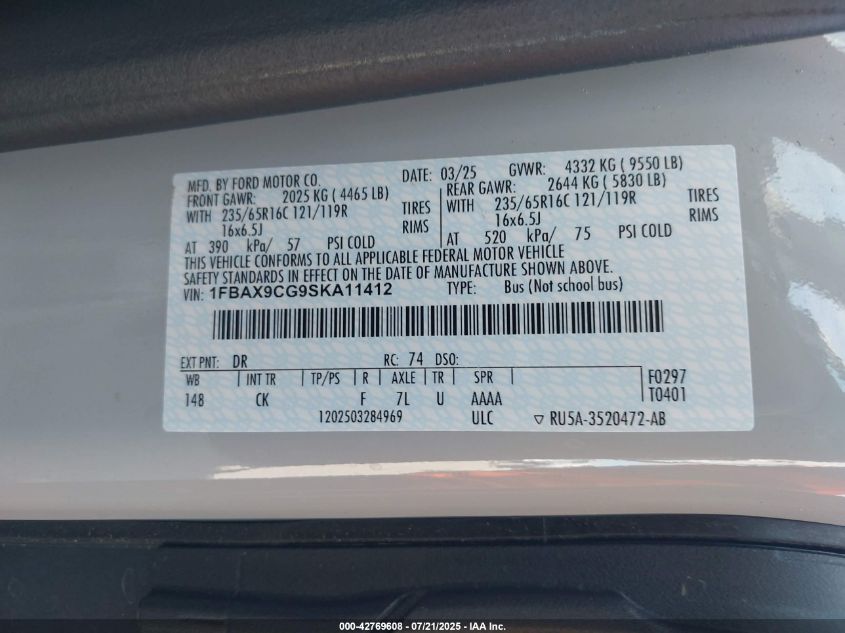 MFD. BY FORD MOTOR CO. DATE: 03/25 GVWR: 4332 KG ( 9550 LB)
FRONT GAWR: 2025 KG ( 4465 LB) REAR GAWR: 2644 KG ( 5830 LB)
WITH 235/65R16C 121/119R TIRES WITH 235/65R16C 121/119R TIRES
16x6.5J RIMS 16x6.5J RIMS
AT 390 kPa/ 57 PSI COLD AT 520 kPa/ 75 PSI COLD
THIS VEHICLE CONFORMS TO ALL APPLICABLE FEDERAL MOTOR VEHICLE
SAFETY STANDARDS IN EFFECT ON THE DATE OF MANUFACTURE SHOWN ABOVE.
VIN: 1FBAX9CG9SKA11412 TYPE: Bus (Not school bus)
EXT PNT: DR RC: 74 DSO:
WB INT TR TP/PS R AXLE TR SPR F0297
148 CK F 7L U AAAA T0401
1202503284969 ULC ▽ RU5A-3520472-AB
000-42769608 - 07/21/2025 - IAA Inc.